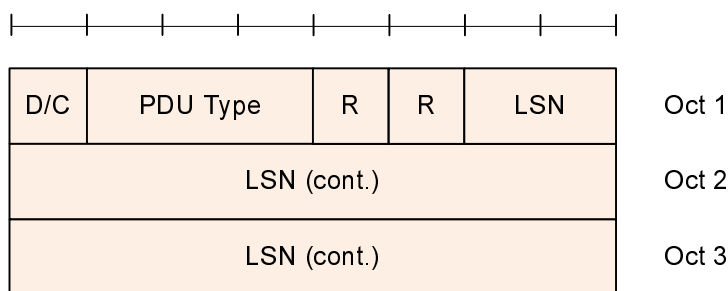 D/C PDU Type R R LSN Oct 1
LSN (cont.) Oct 2
LSN (cont.) Oct 3